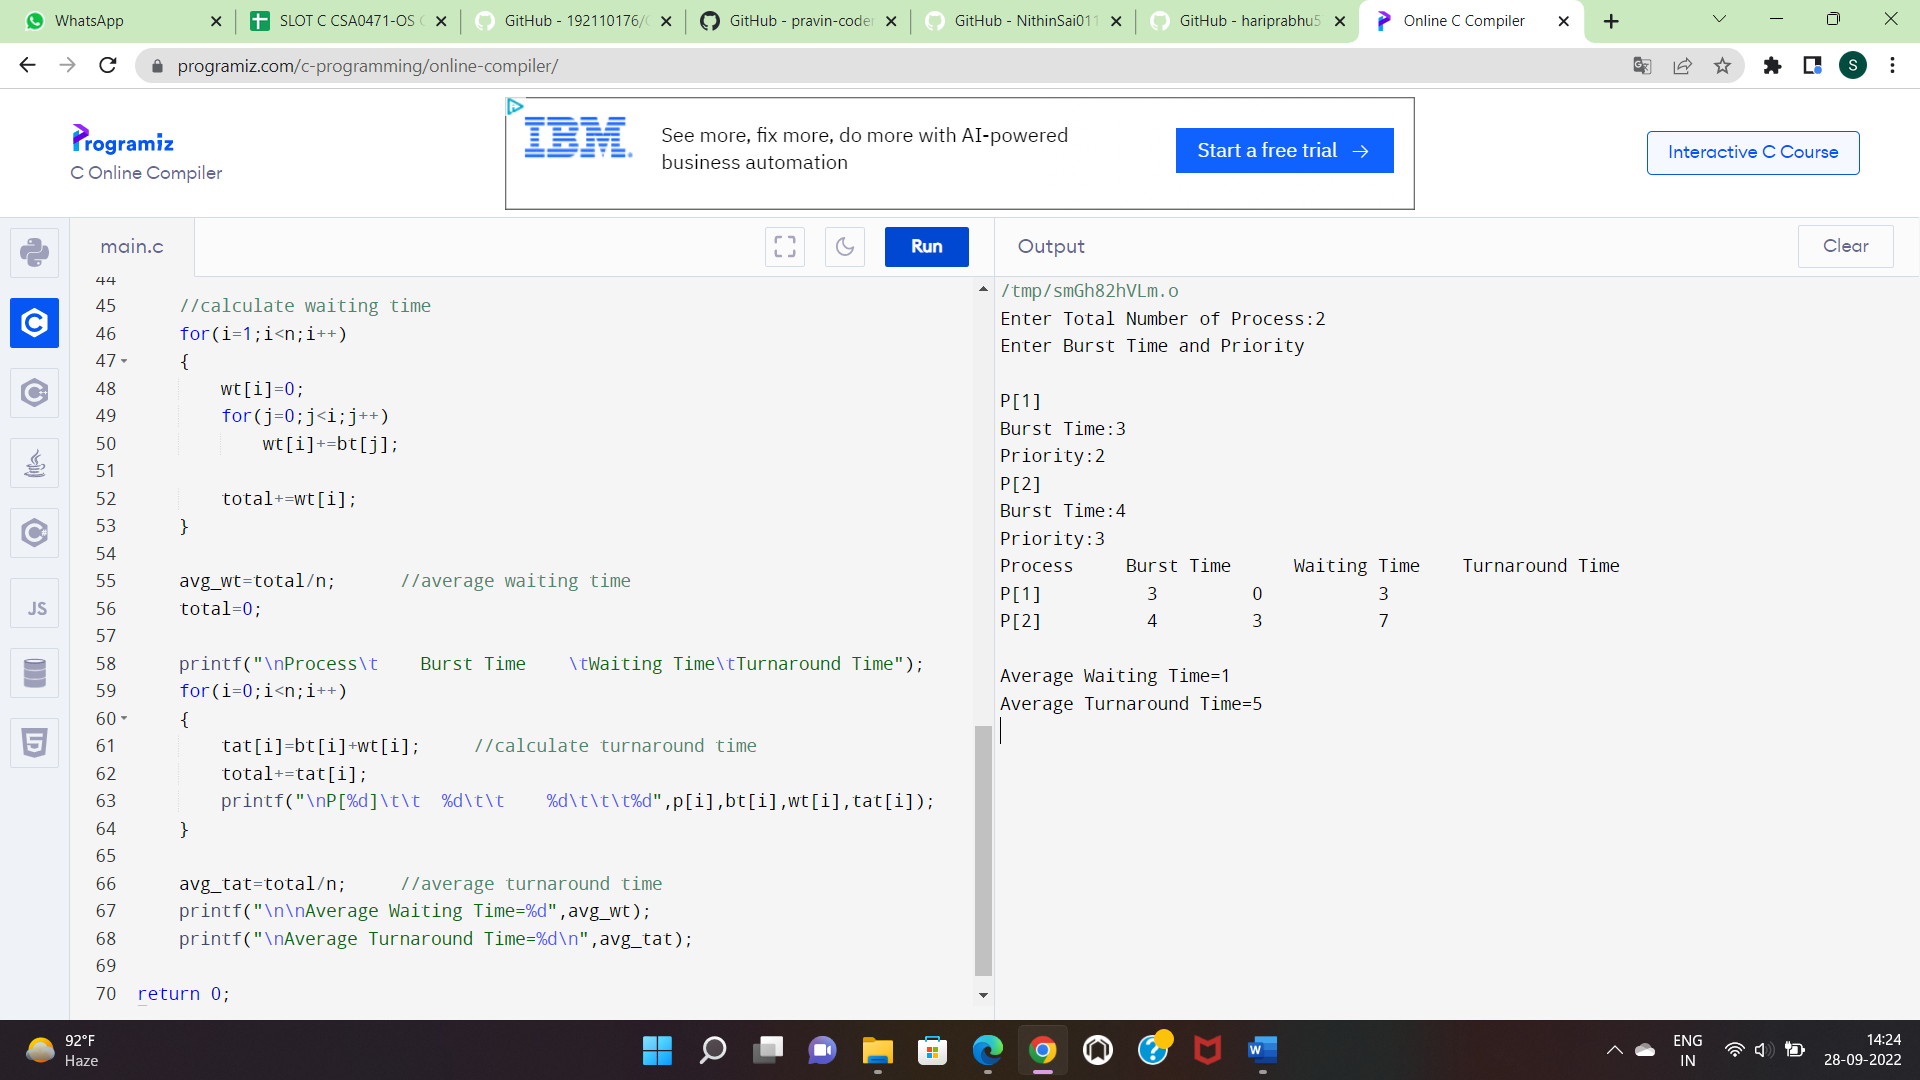 WhatsApp
SLOT C CSA0471-OS
GitHub - 192110176/
GitHub - pravin-coder
GitHub - NithinSai011
GitHub - hariprabhu5
Online C Compiler
programiz.com/c-programming/online-compiler/
S
Programiz
C Online Compiler
IBM.
See more, fix more, do more with AI-powered
business automation
Start a free trial →
Interactive C Course
main.c
Run
Output
Clear
44
45 //calculate waiting time
46 for(i=1;i<n;i++)
47 {
48 wt[i]=0;
49 for(j=0;j<i;j++)
50 wt[i]+=bt[j];
51
52 total+=wt[i];
53 }
54
55 avg_wt=total/n; //average waiting time
56 total=0;
57
58 printf("\nProcess\t    Burst Time    \tWaiting Time\tTurnaround Time");
59 for(i=0;i<n;i++)
60 {
61 tat[i]=bt[i]+wt[i]; //calculate turnaround time
62 total+=tat[i];
63 printf("\nP[%d]\t\t  %d\t\t    %d\t\t\t%d",p[i],bt[i],wt[i],tat[i]);
64 }
65
66 avg_tat=total/n; //average turnaround time
67 printf("\n\nAverage Waiting Time=%d",avg_wt);
68 printf("\nAverage Turnaround Time=%d\n",avg_tat);
69
70 return 0;
/tmp/smGh82hVLm.o
Enter Total Number of Process:2
Enter Burst Time and Priority
P[1]
Burst Time:3
Priority:2
P[2]
Burst Time:4
Priority:3
Process Burst Time Waiting Time Turnaround Time
P[1] 3 0 3
P[2] 4 3 7
Average Waiting Time=1
Average Turnaround Time=5
JS
92°F
Haze
ENG
IN
14:24
28-09-2022